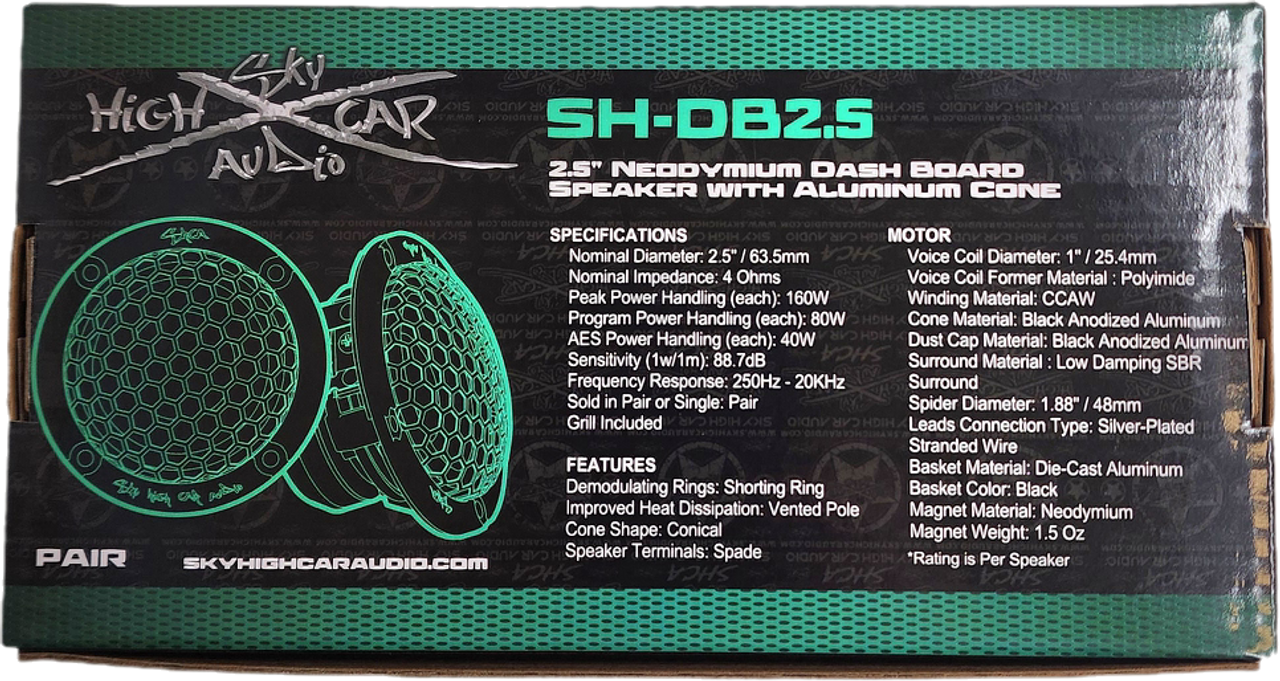 Sky
HiGH CAR
AUDio
SH-DB2.5
2.5" Neodymium Dash Board
Speaker with Aluminum Cone
SPECIFICATIONS
Nominal Diameter: 2.5" / 63.5mm
Nominal Impedance: 4 Ohms
Peak Power Handling (each): 160W
Program Power Handling (each): 80W
AES Power Handling (each): 40W
Sensitivity (1w/1m): 88.7dB
Frequency Response: 250Hz - 20KHz
Sold in Pair or Single: Pair
Grill Included
FEATURES
Demodulating Rings: Shorting Ring
Improved Heat Dissipation: Vented Pole
Cone Shape: Conical
Speaker Terminals: Spade
MOTOR
Voice Coil Diameter: 1" / 25.4mm
Voice Coil Former Material : Polyimide
Winding Material: CCAW
Cone Material: Black Anodized Aluminum
Dust Cap Material: Black Anodized Aluminum
Surround Material : Low Damping SBR
Surround
Spider Diameter: 1.88" / 48mm
Leads Connection Type: Silver-Plated
Stranded Wire
Basket Material: Die-Cast Aluminum
Basket Color: Black
Magnet Material: Neodymium
Magnet Weight: 1.5 Oz
*Rating is Per Speaker
SHCA
Sky High Car Audio
PAIR
SKYHIGHCARAUDIO.COM